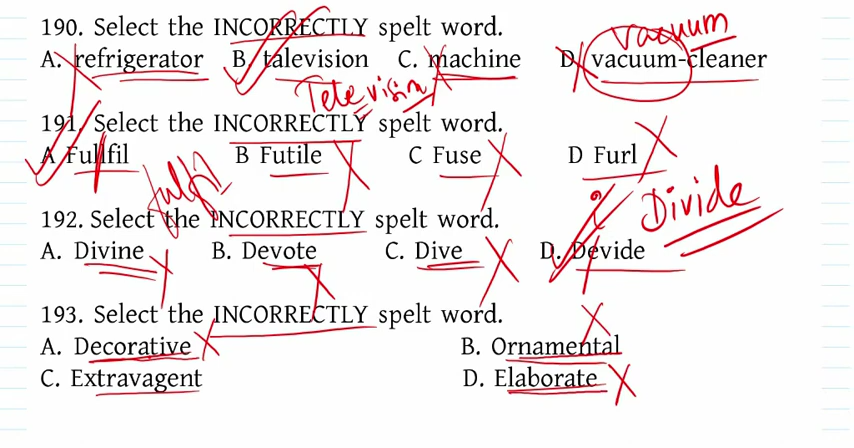 190. Select the INCORRECTLY spelt word.
vacuum
A. refrigerator B. talevision C. machine D. vacuum-cleaner
Television
191. Select the INCORRECTLY spelt word.
A Fullfil B Futile C Fuse D Furl
fulfil
i Divide
192. Select the INCORRECTLY spelt word.
A. Divine B. Devote C. Dive D. Devide
193. Select the INCORRECTLY spelt word.
A. Decorative B. Ornamental
C. Extravagent D. Elaborate